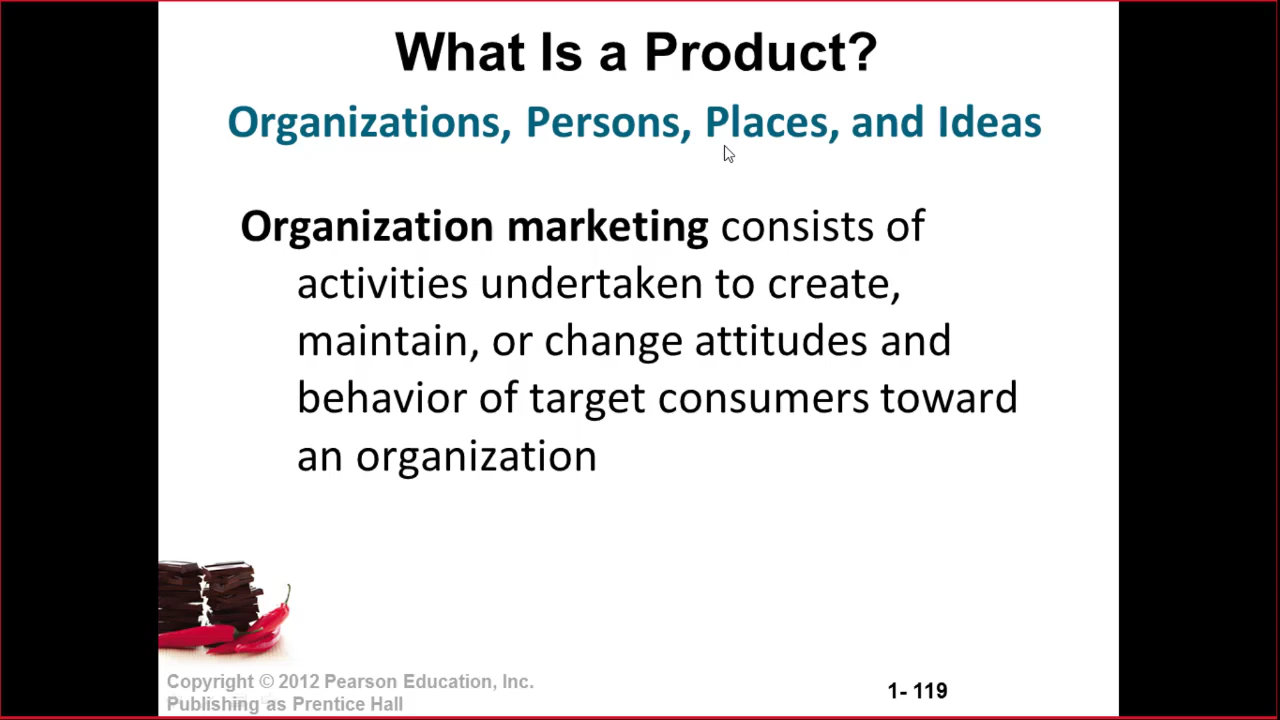 What Is a Product?
Organizations, Persons, Places, and Ideas
Organization marketing consists of
activities undertaken to create,
maintain, or change attitudes and
behavior of target consumers toward
an organization
Copyright © 2012 Pearson Education, Inc.
Publishing as Prentice Hall
1- 119